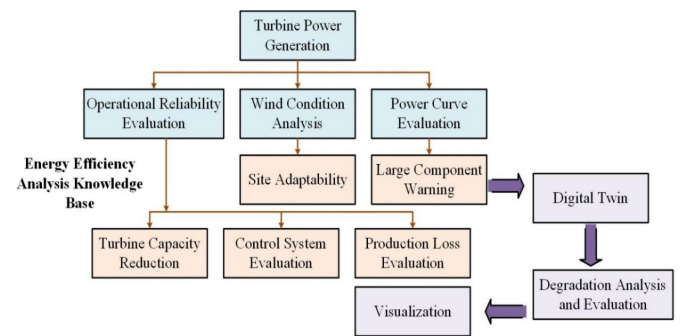 Turbine Power
Generation
Operational Reliability
Evaluation
Wind Condition
Analysis
Power Curve
Evaluation
Energy Efficiency
Analysis Knowledge
Base
Site Adaptability
Large Component
Warning
Digital Twin
Turbine Capacity
Reduction
Control System
Evaluation
Production Loss
Evaluation
Degradation Analysis
and Evaluation
Visualization